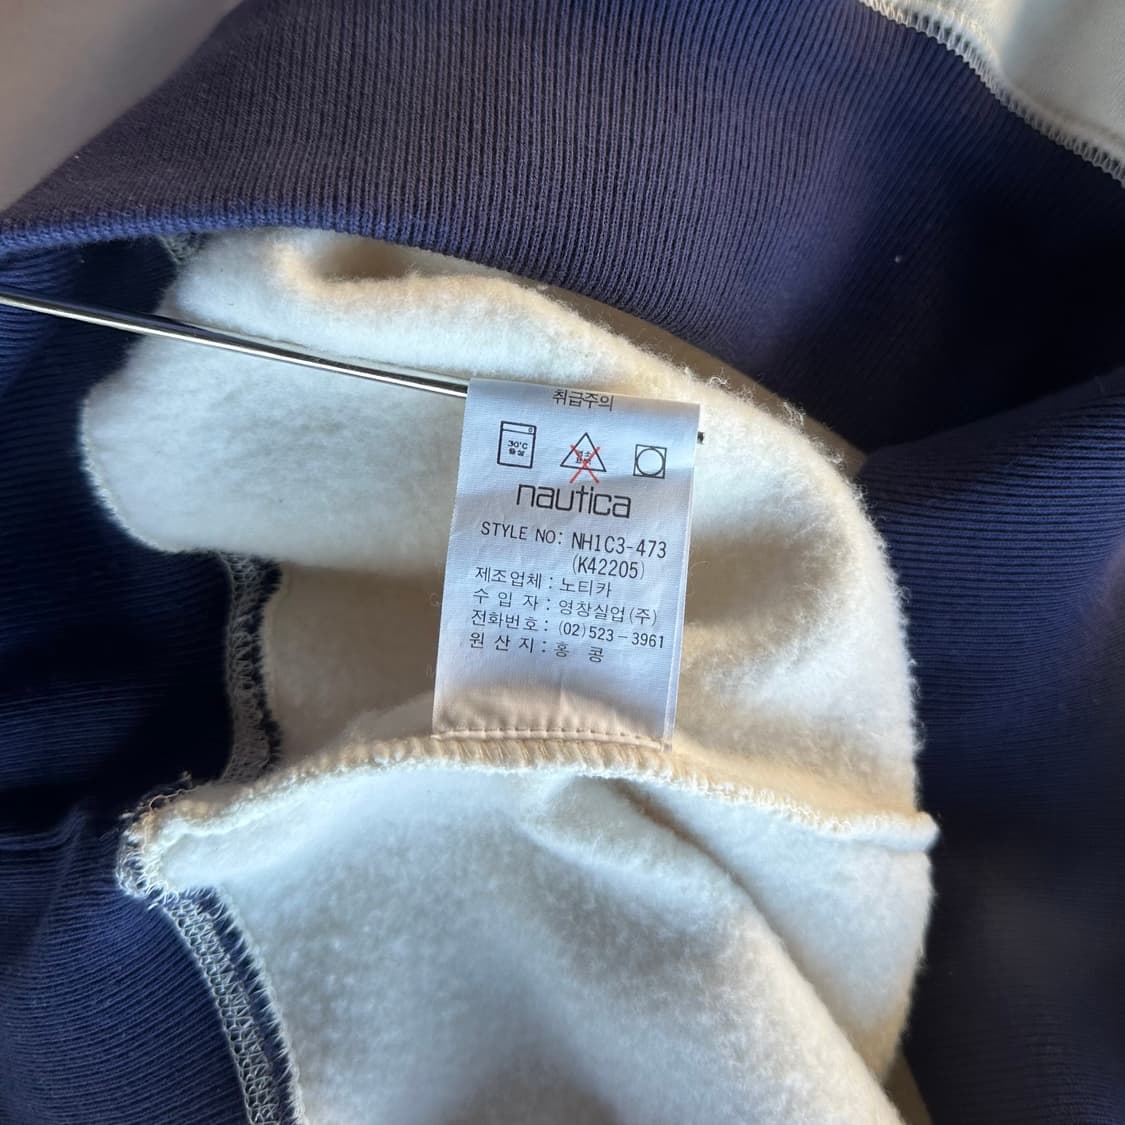 취급주의
30℃
중성
nautica
STYLE NO: NH1C3-473
(K42205)
제조업체 : 노티카
수 입 자 : 영창실업(주)
전화번호 : (02)523-3961
원 산 지 : 홍 콩